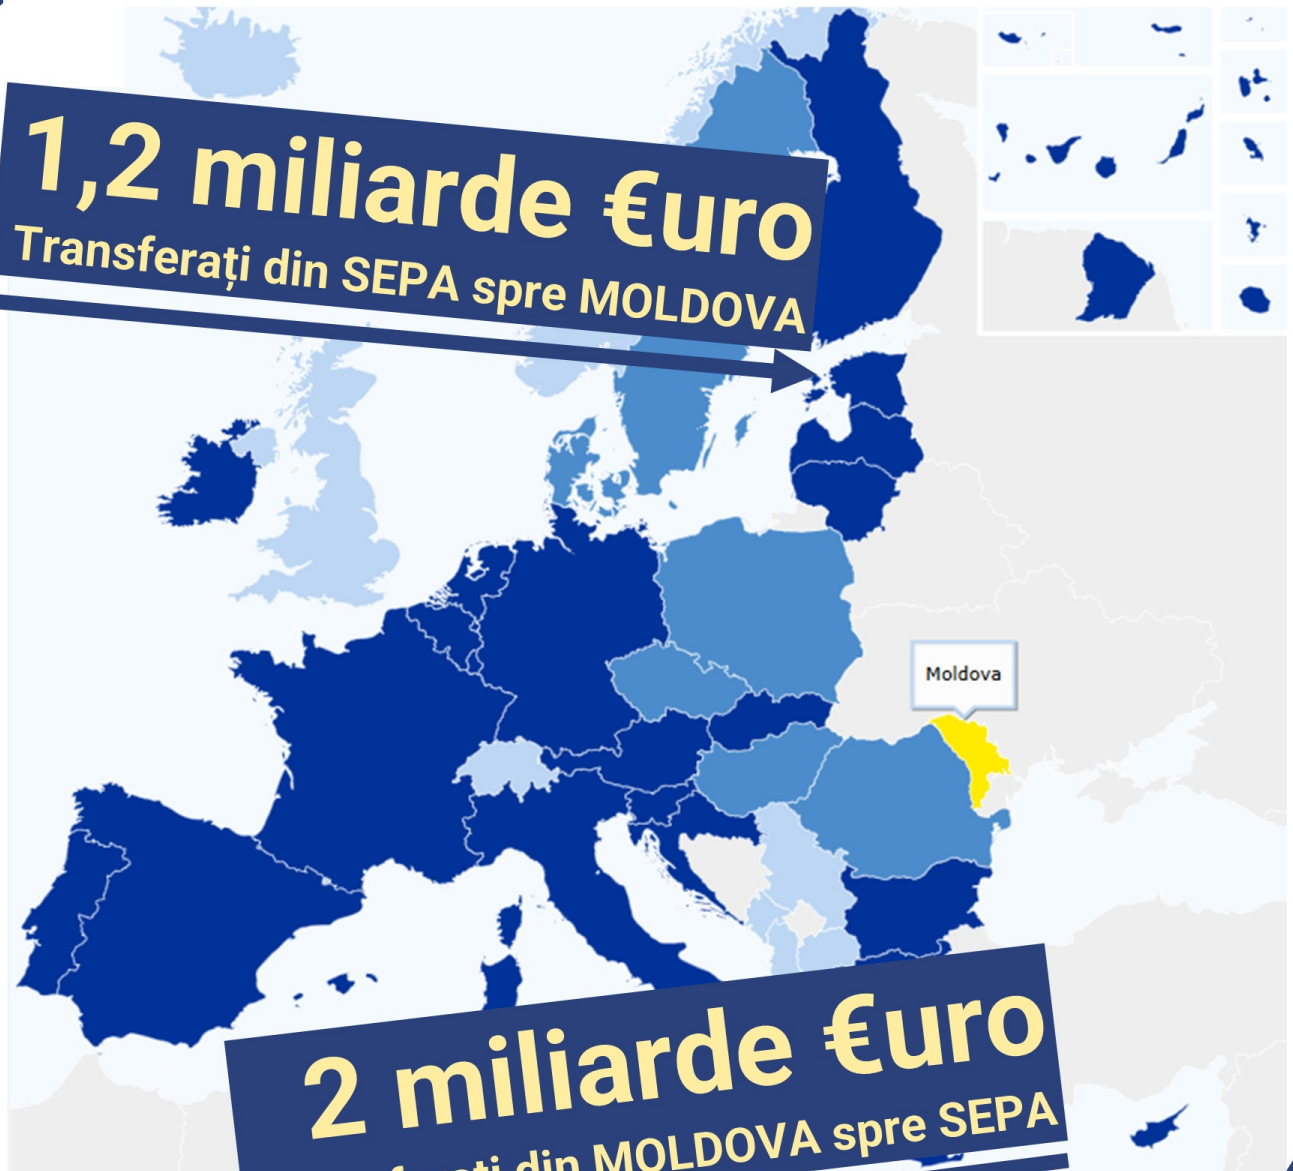 1,2 miliarde €uro
Transferați din SEPA spre MOLDOVA
Moldova
2 miliarde €uro
din MOLDOVA spre SEPA